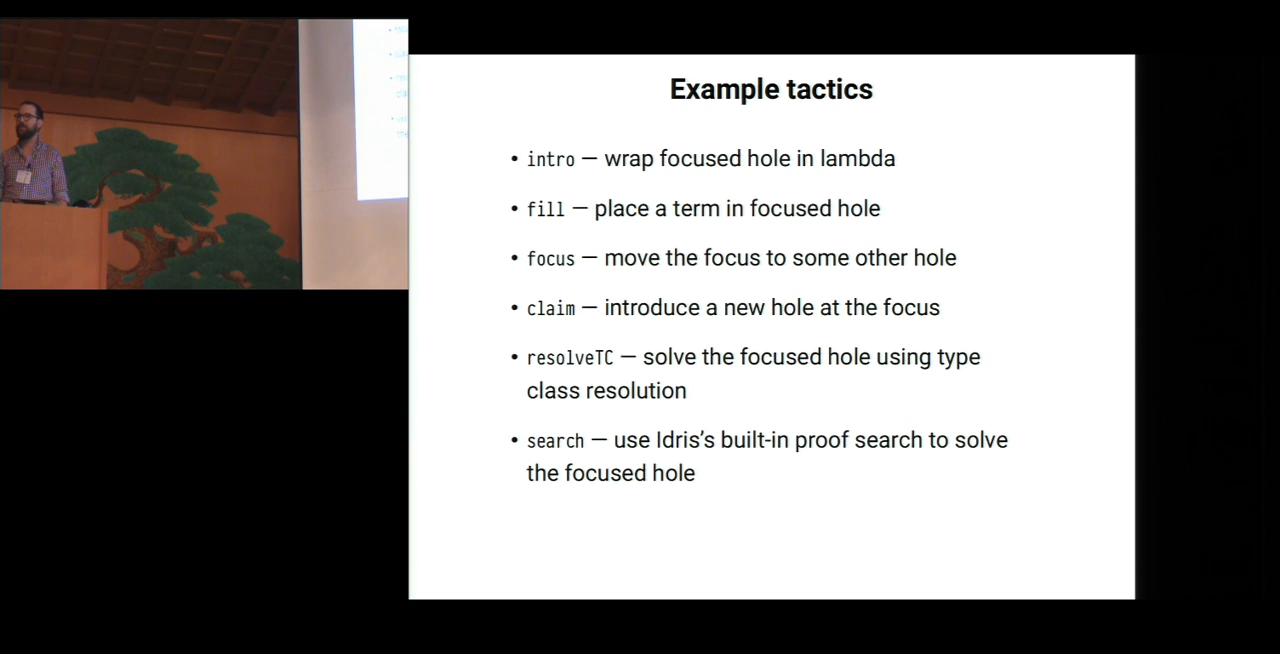 Example tactics
• intro — wrap focused hole in lambda
• fill — place a term in focused hole
• focus — move the focus to some other hole
• claim — introduce a new hole at the focus
• resolveTC — solve the focused hole using type
class resolution
• search — use Idris’s built-in proof search to solve
the focused hole